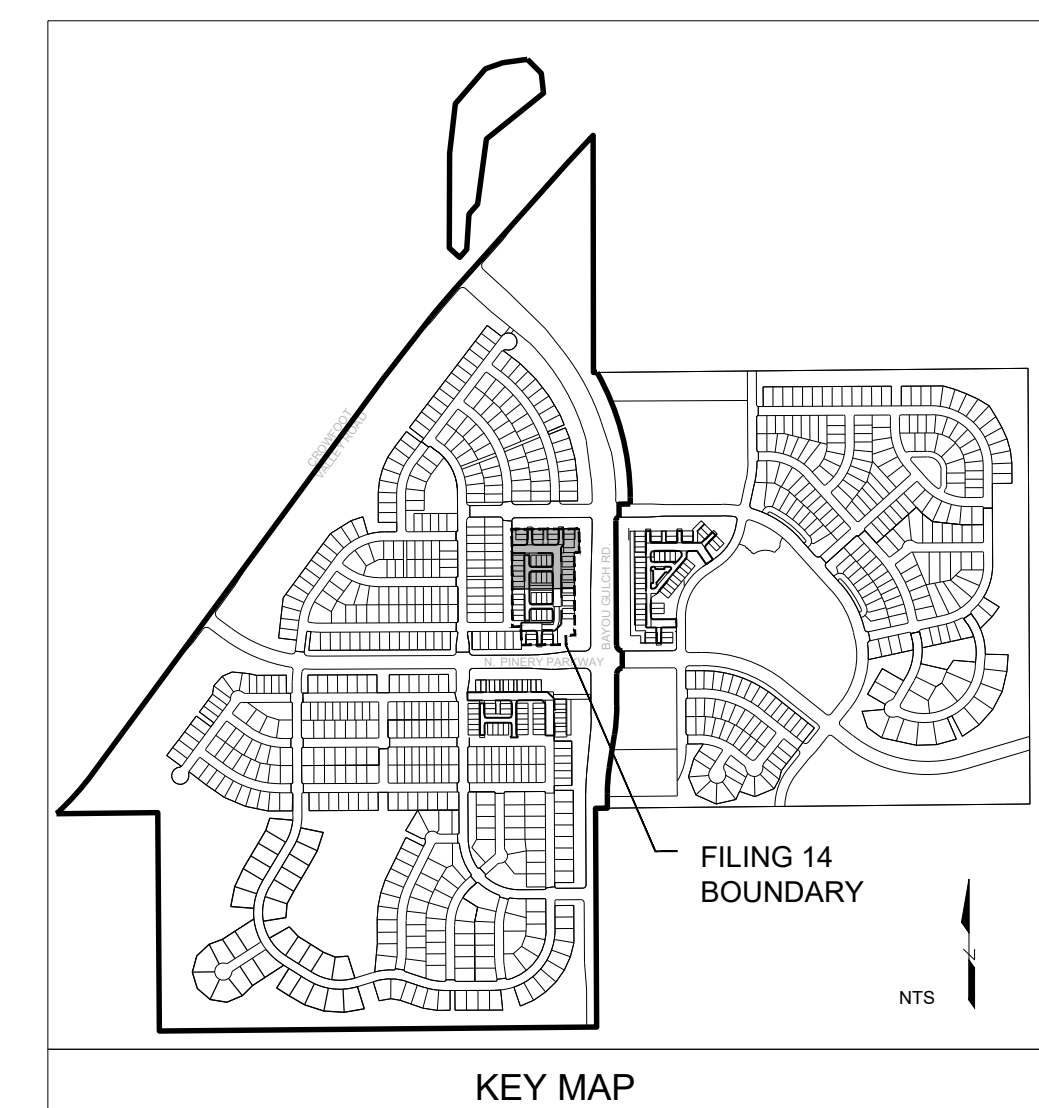 CROWFOOT
VALLEY ROAD
BAYOU GULCH RD.
N. PINERY PARKWAY
FILING 14
BOUNDARY
NTS
KEY MAP